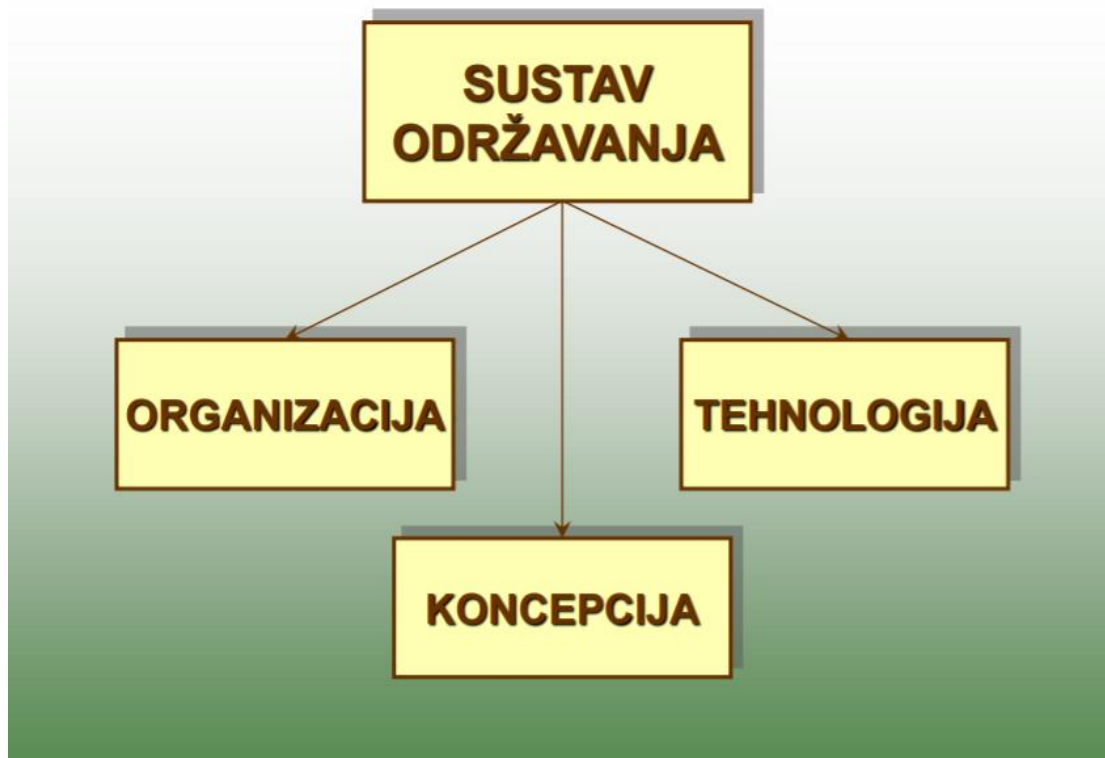 SUSTAV
ODRŽAVANJA
ORGANIZACIJA
TEHNOLOGIJA
KONCEPCIJA